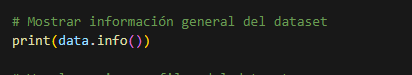 # Mostrar información general del dataset
print(data.info())